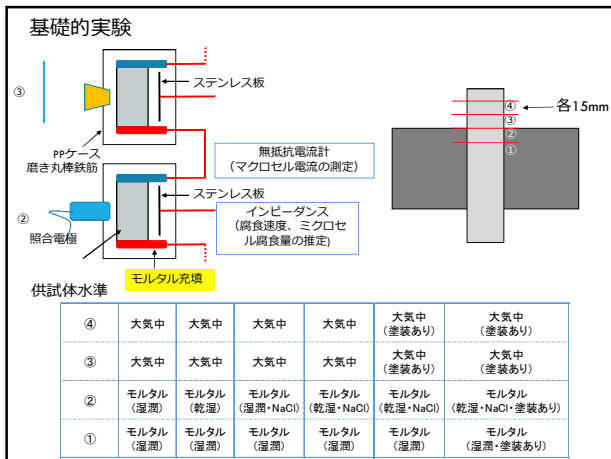 基礎的実験
③
ステンレス板
PPケース
磨き丸棒鉄筋
無抵抗電流計
（マクロセル電流の測定）
②
照合電極
ステンレス板
インピーダンス
（腐食速度、ミクロセ
ル腐食量の推定)
モルタル充填
④
③
②
①
各15mm
供試体水準
④ 大気中 大気中 大気中 大気中 大気中 大気中
(塗装あり) (塗装あり)
③ 大気中 大気中 大気中 大気中 大気中 大気中
(塗装あり) (塗装あり)
② モルタル モルタル モルタル モルタル モルタル モルタル
(湿潤) (乾湿) (湿潤・NaCl) (乾湿・NaCl) (乾湿・NaCl) (乾湿・NaCl・塗装あり)
① モルタル モルタル モルタル モルタル モルタル モルタル
(湿潤) (湿潤) (湿潤) (湿潤) (湿潤) (湿潤・塗装あり)